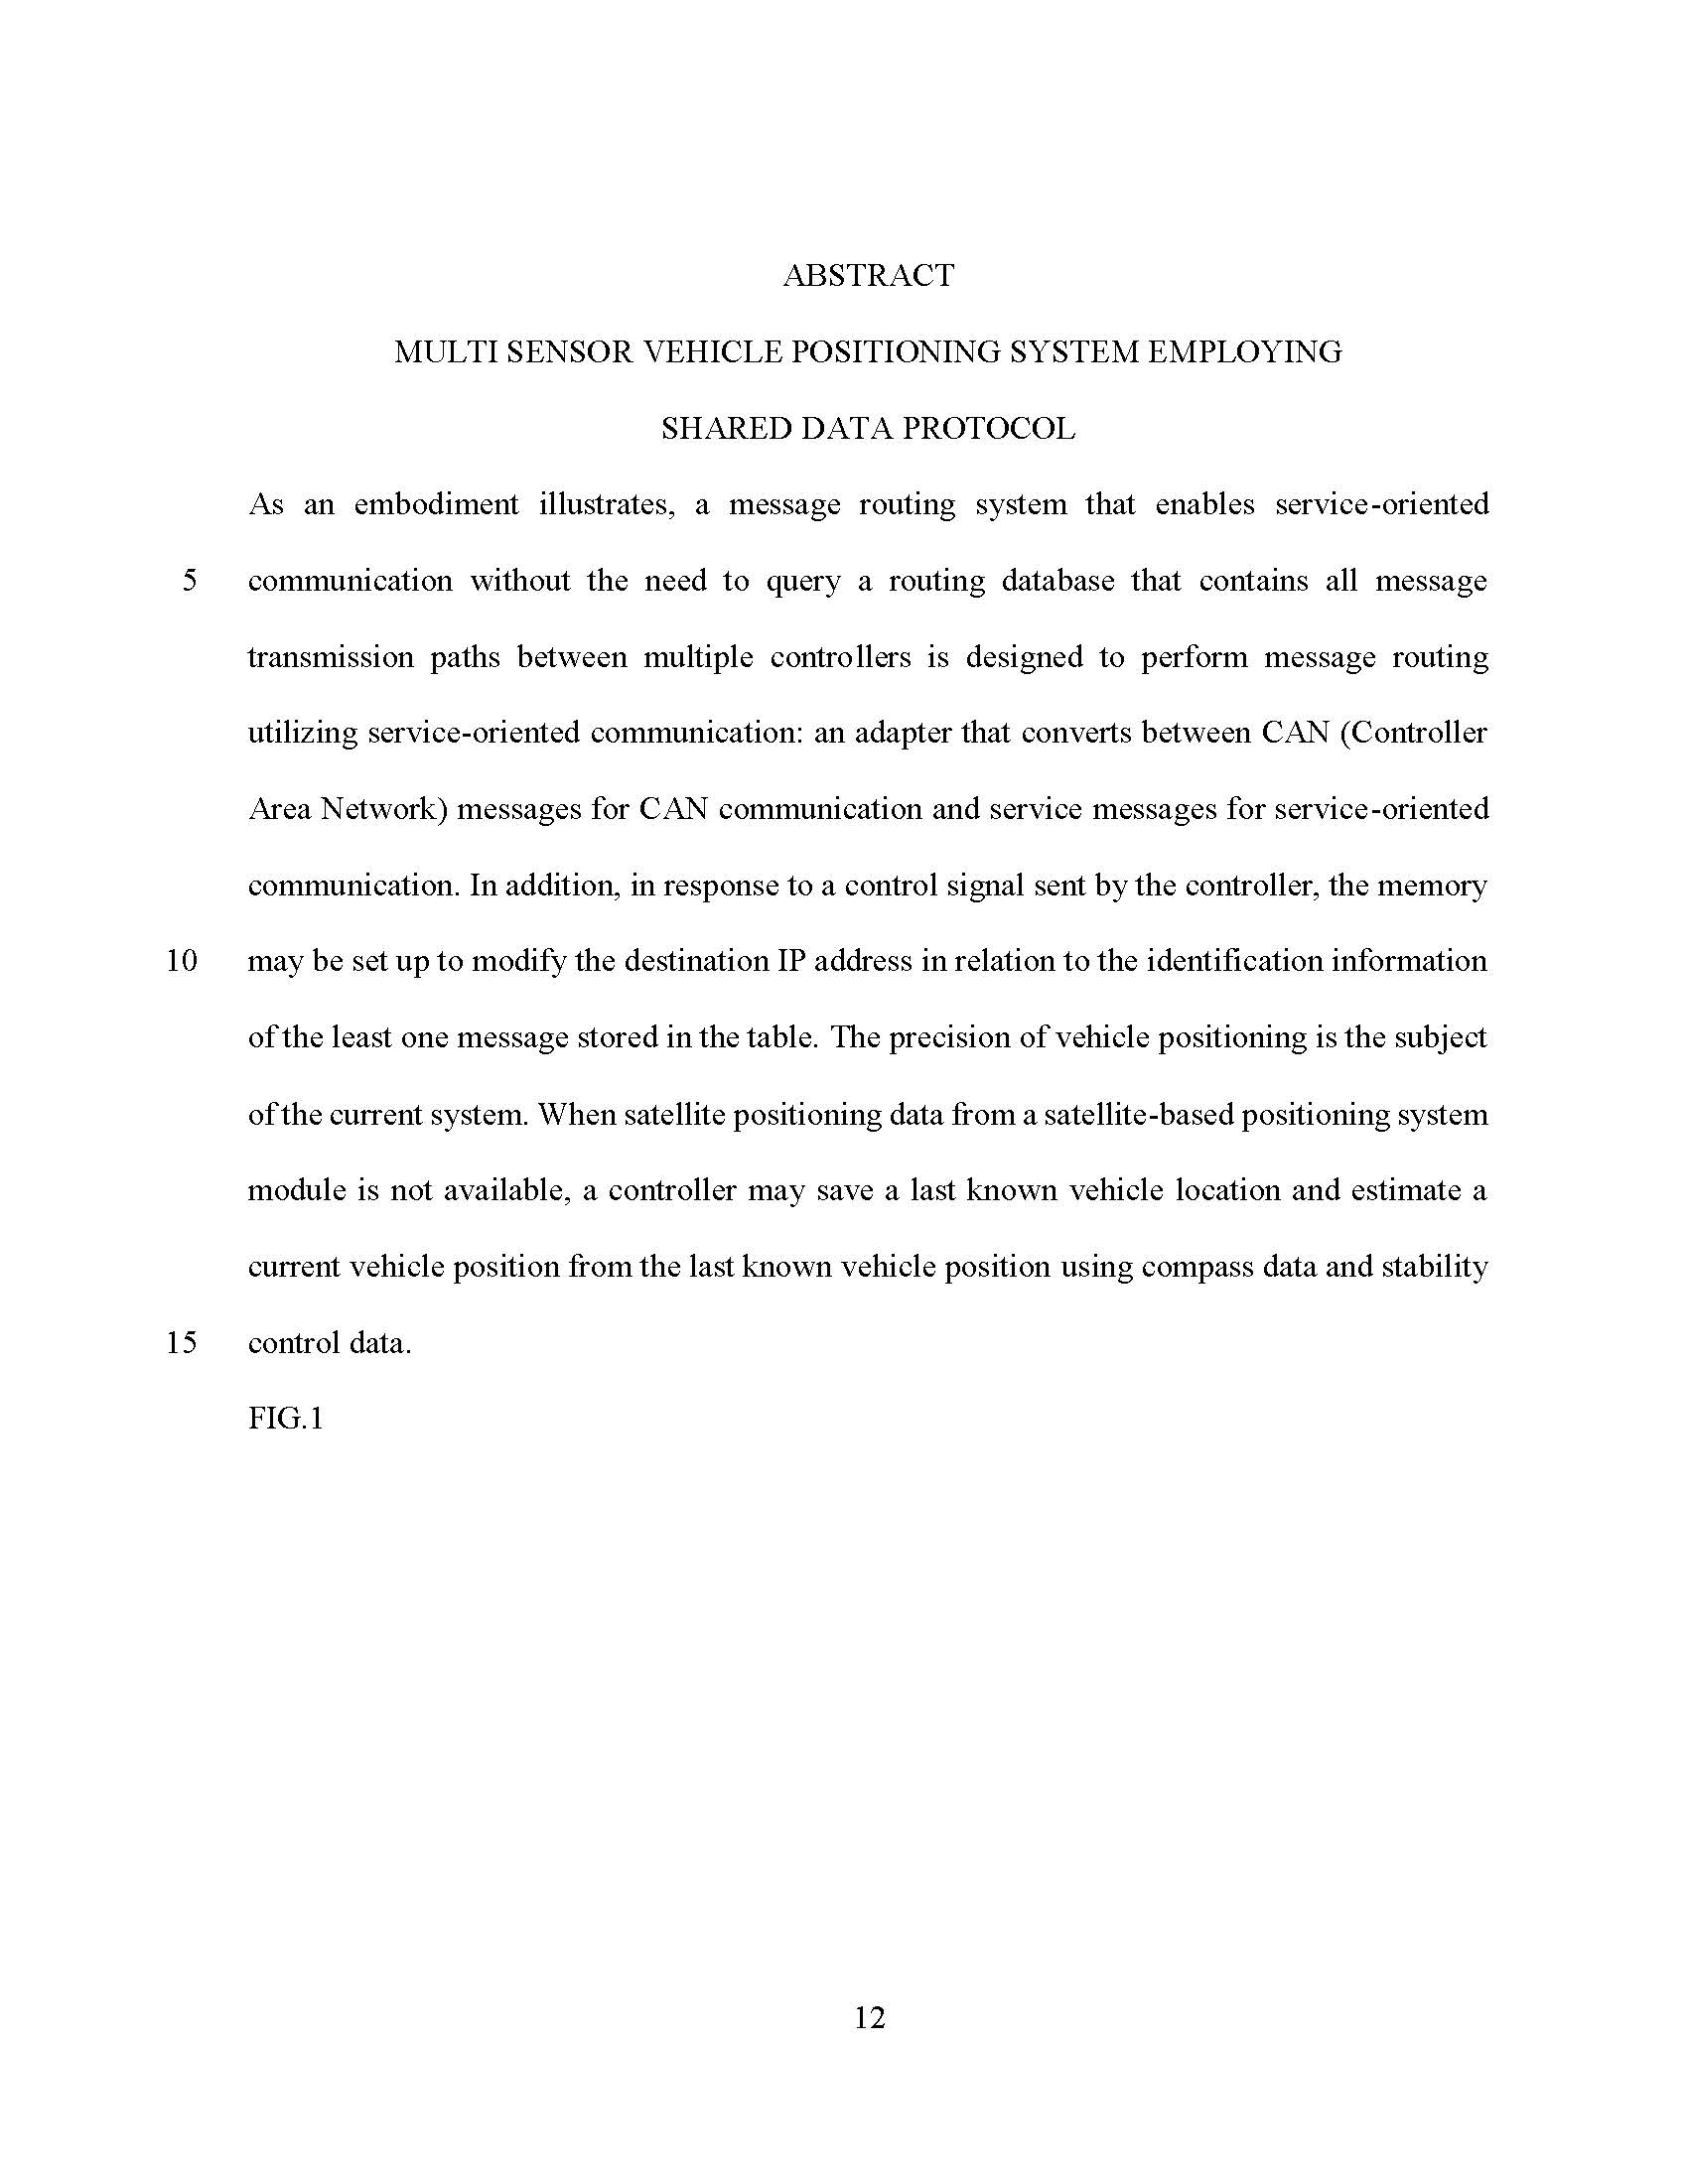 ABSTRACT
MULTI SENSOR VEHICLE POSITIONING SYSTEM EMPLOYING
SHARED DATA PROTOCOL
As an embodiment illustrates, a message routing system that enables service-oriented
5 communication without the need to query a routing database that contains all message
transmission paths between multiple controllers is designed to perform message routing
utilizing service-oriented communication: an adapter that converts between CAN (Controller
Area Network) messages for CAN communication and service messages for service-oriented
communication. In addition, in response to a control signal sent by the controller, the memory
10 may be set up to modify the destination IP address in relation to the identification information
of the least one message stored in the table. The precision of vehicle positioning is the subject
of the current system. When satellite positioning data from a satellite-based positioning system
module is not available, a controller may save a last known vehicle location and estimate a
current vehicle position from the last known vehicle position using compass data and stability
15 control data.
FIG.1
12